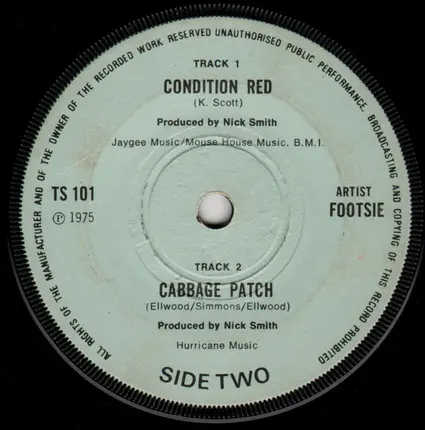 ALL RIGHTS OF THE MANUFACTURER AND OF THE OWNER OF THE RECORDED WORK RESERVED UNAUTHORISED PUBLIC PERFORMANCE, BROADCASTING AND COPYING OF THIS RECORD PROHIBITED
TRACK 1
CONDITION RED
(K. Scott)
Produced by Nick Smith
Jaygee Music/Mouse House Music. B.M.I.
TS 101
℗ 1975
ARTIST
FOOTSIE
TRACK 2
CABBAGE PATCH
(Ellwood/Simmons/Ellwood)
Produced by Nick Smith
Hurricane Music
SIDE TWO